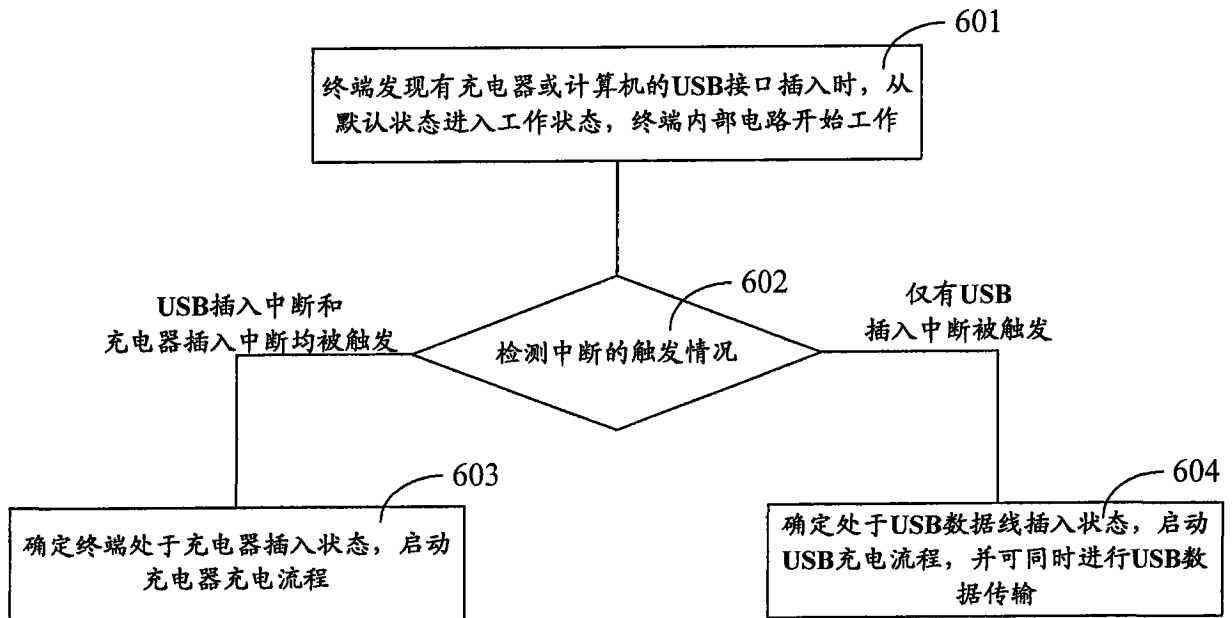 601
终端发现有充电器或计算机的USB接口插入时，从
默认状态进入工作状态，终端内部电路开始工作
602
USB插入中断和
充电器插入中断均被触发
检测中断的触发情况
仅有USB
插入中断被触发
603
确定终端处于充电器插入状态，启动
充电器充电流程
604
确定处于USB数据线插入状态，启动
USB充电流程，并可同时进行USB数
据传输